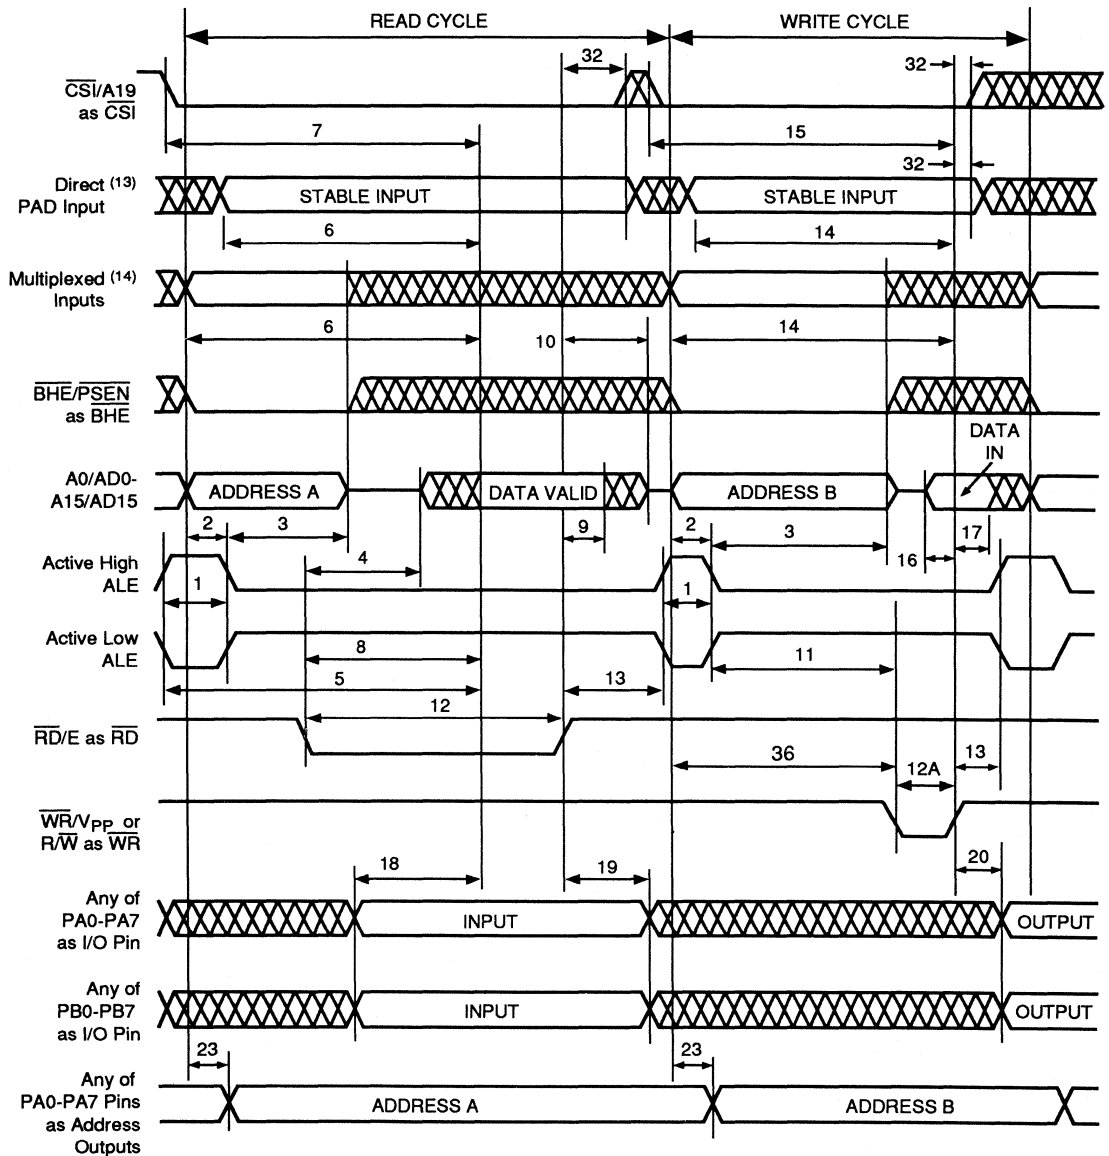 READ CYCLE
WRITE CYCLE
32
32
CSI/A19
as CSI
7
15
32
Direct (13)
PAD Input
STABLE INPUT
STABLE INPUT
6
14
Multiplexed (14)
Inputs
6
10
14
BHE/PSEN
as BHE
DATA
IN
A0/AD0-
A15/AD15
ADDRESS A
DATA VALID
ADDRESS B
2
3
9
2
3
16
17
Active High
ALE
4
1
1
Active Low
ALE
8
11
5
13
12
RD/E as RD
36
12A
13
WR/VPP or
R/W as WR
18
19
20
Any of
PA0-PA7
as I/O Pin
INPUT
OUTPUT
Any of
PB0-PB7
as I/O Pin
INPUT
OUTPUT
23
23
Any of
PA0-PA7 Pins
as Address
Outputs
ADDRESS A
ADDRESS B